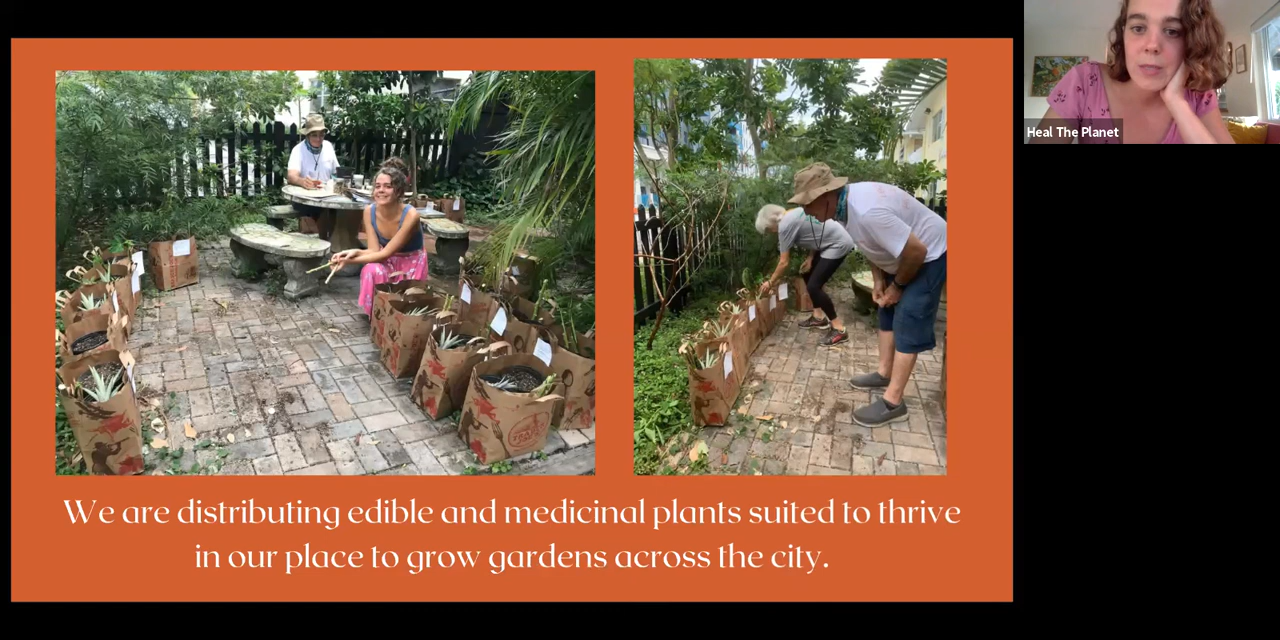 Heal The Planet
We are distributing edible and medicinal plants suited to thrive
in our place to grow gardens across the city.